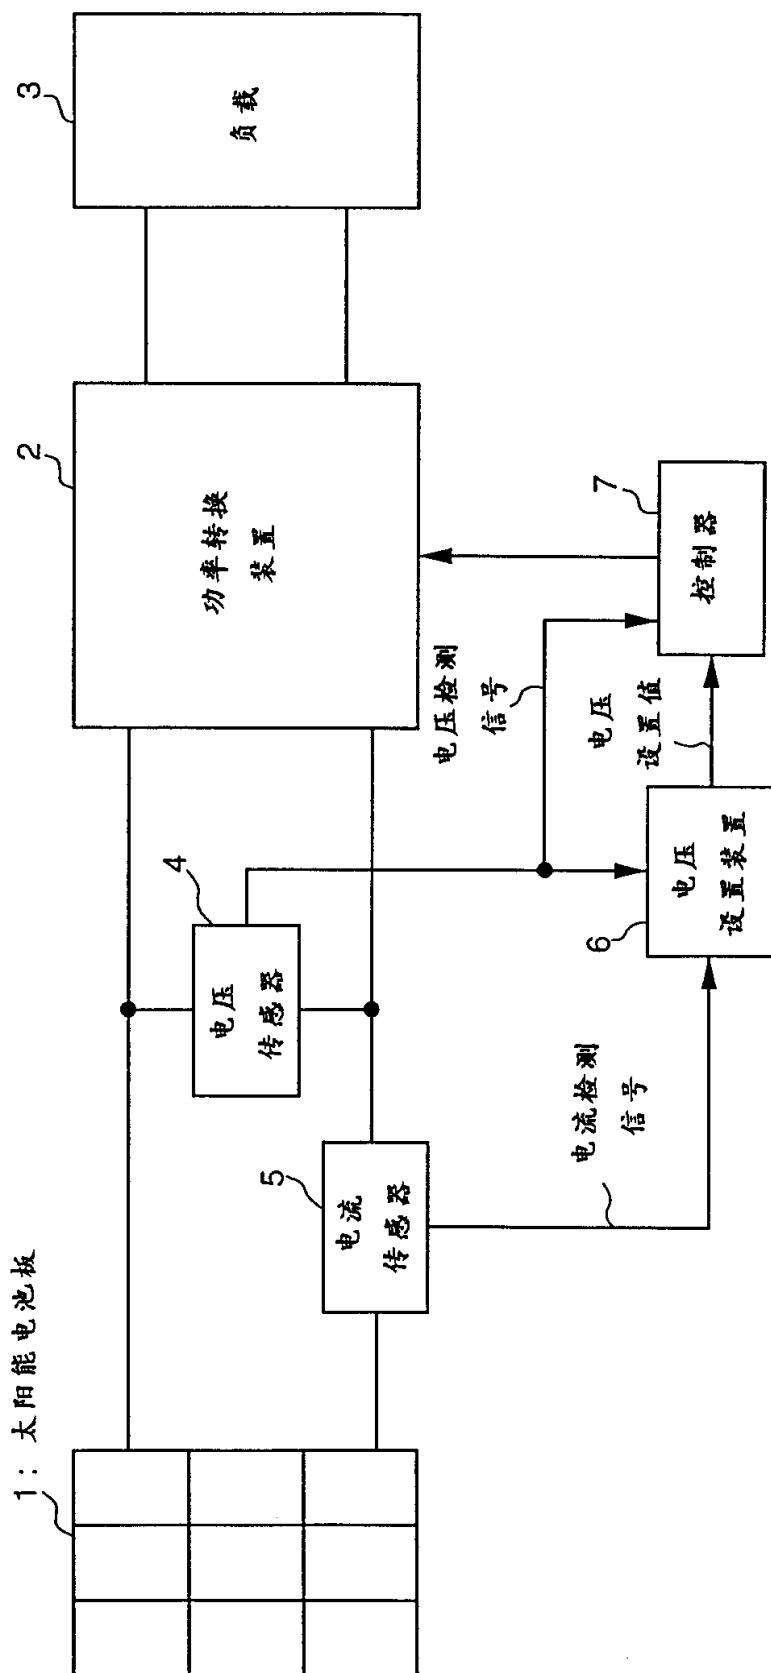 1：太阳能电池板
5
电流
传感器
4
电压
传感器
2
功率转换
装置
3
负载
电流检测
信号
6
电压
设置装置
电压检测
信号
电压
设置值
7
控制器